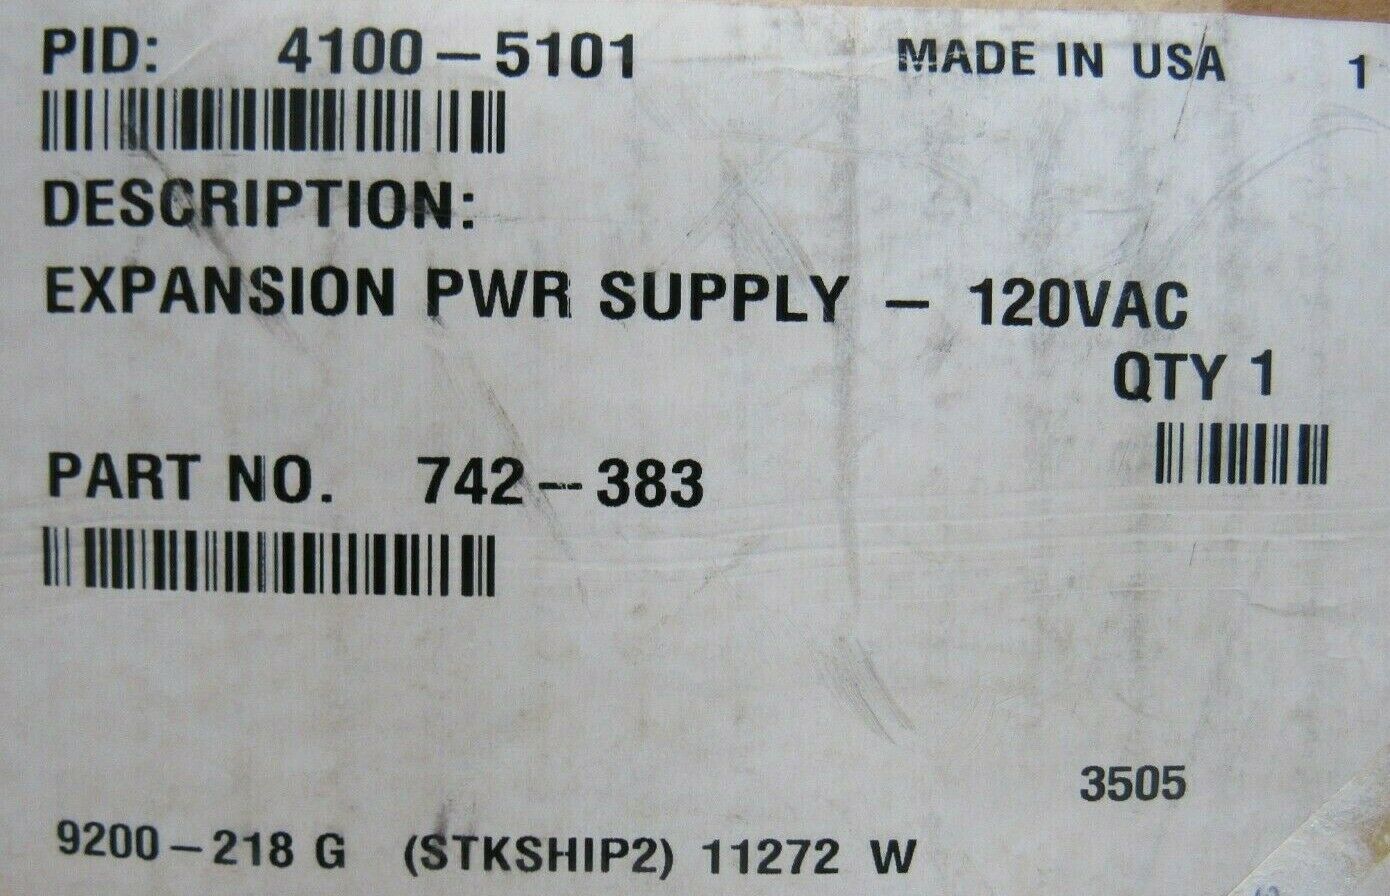 PID: 4100-5101 MADE IN USA 1
DESCRIPTION:
EXPANSION PWR SUPPLY - 120VAC
QTY 1
PART NO. 742-383
3505
9200-218 G (STKSHIP2) 11272 W